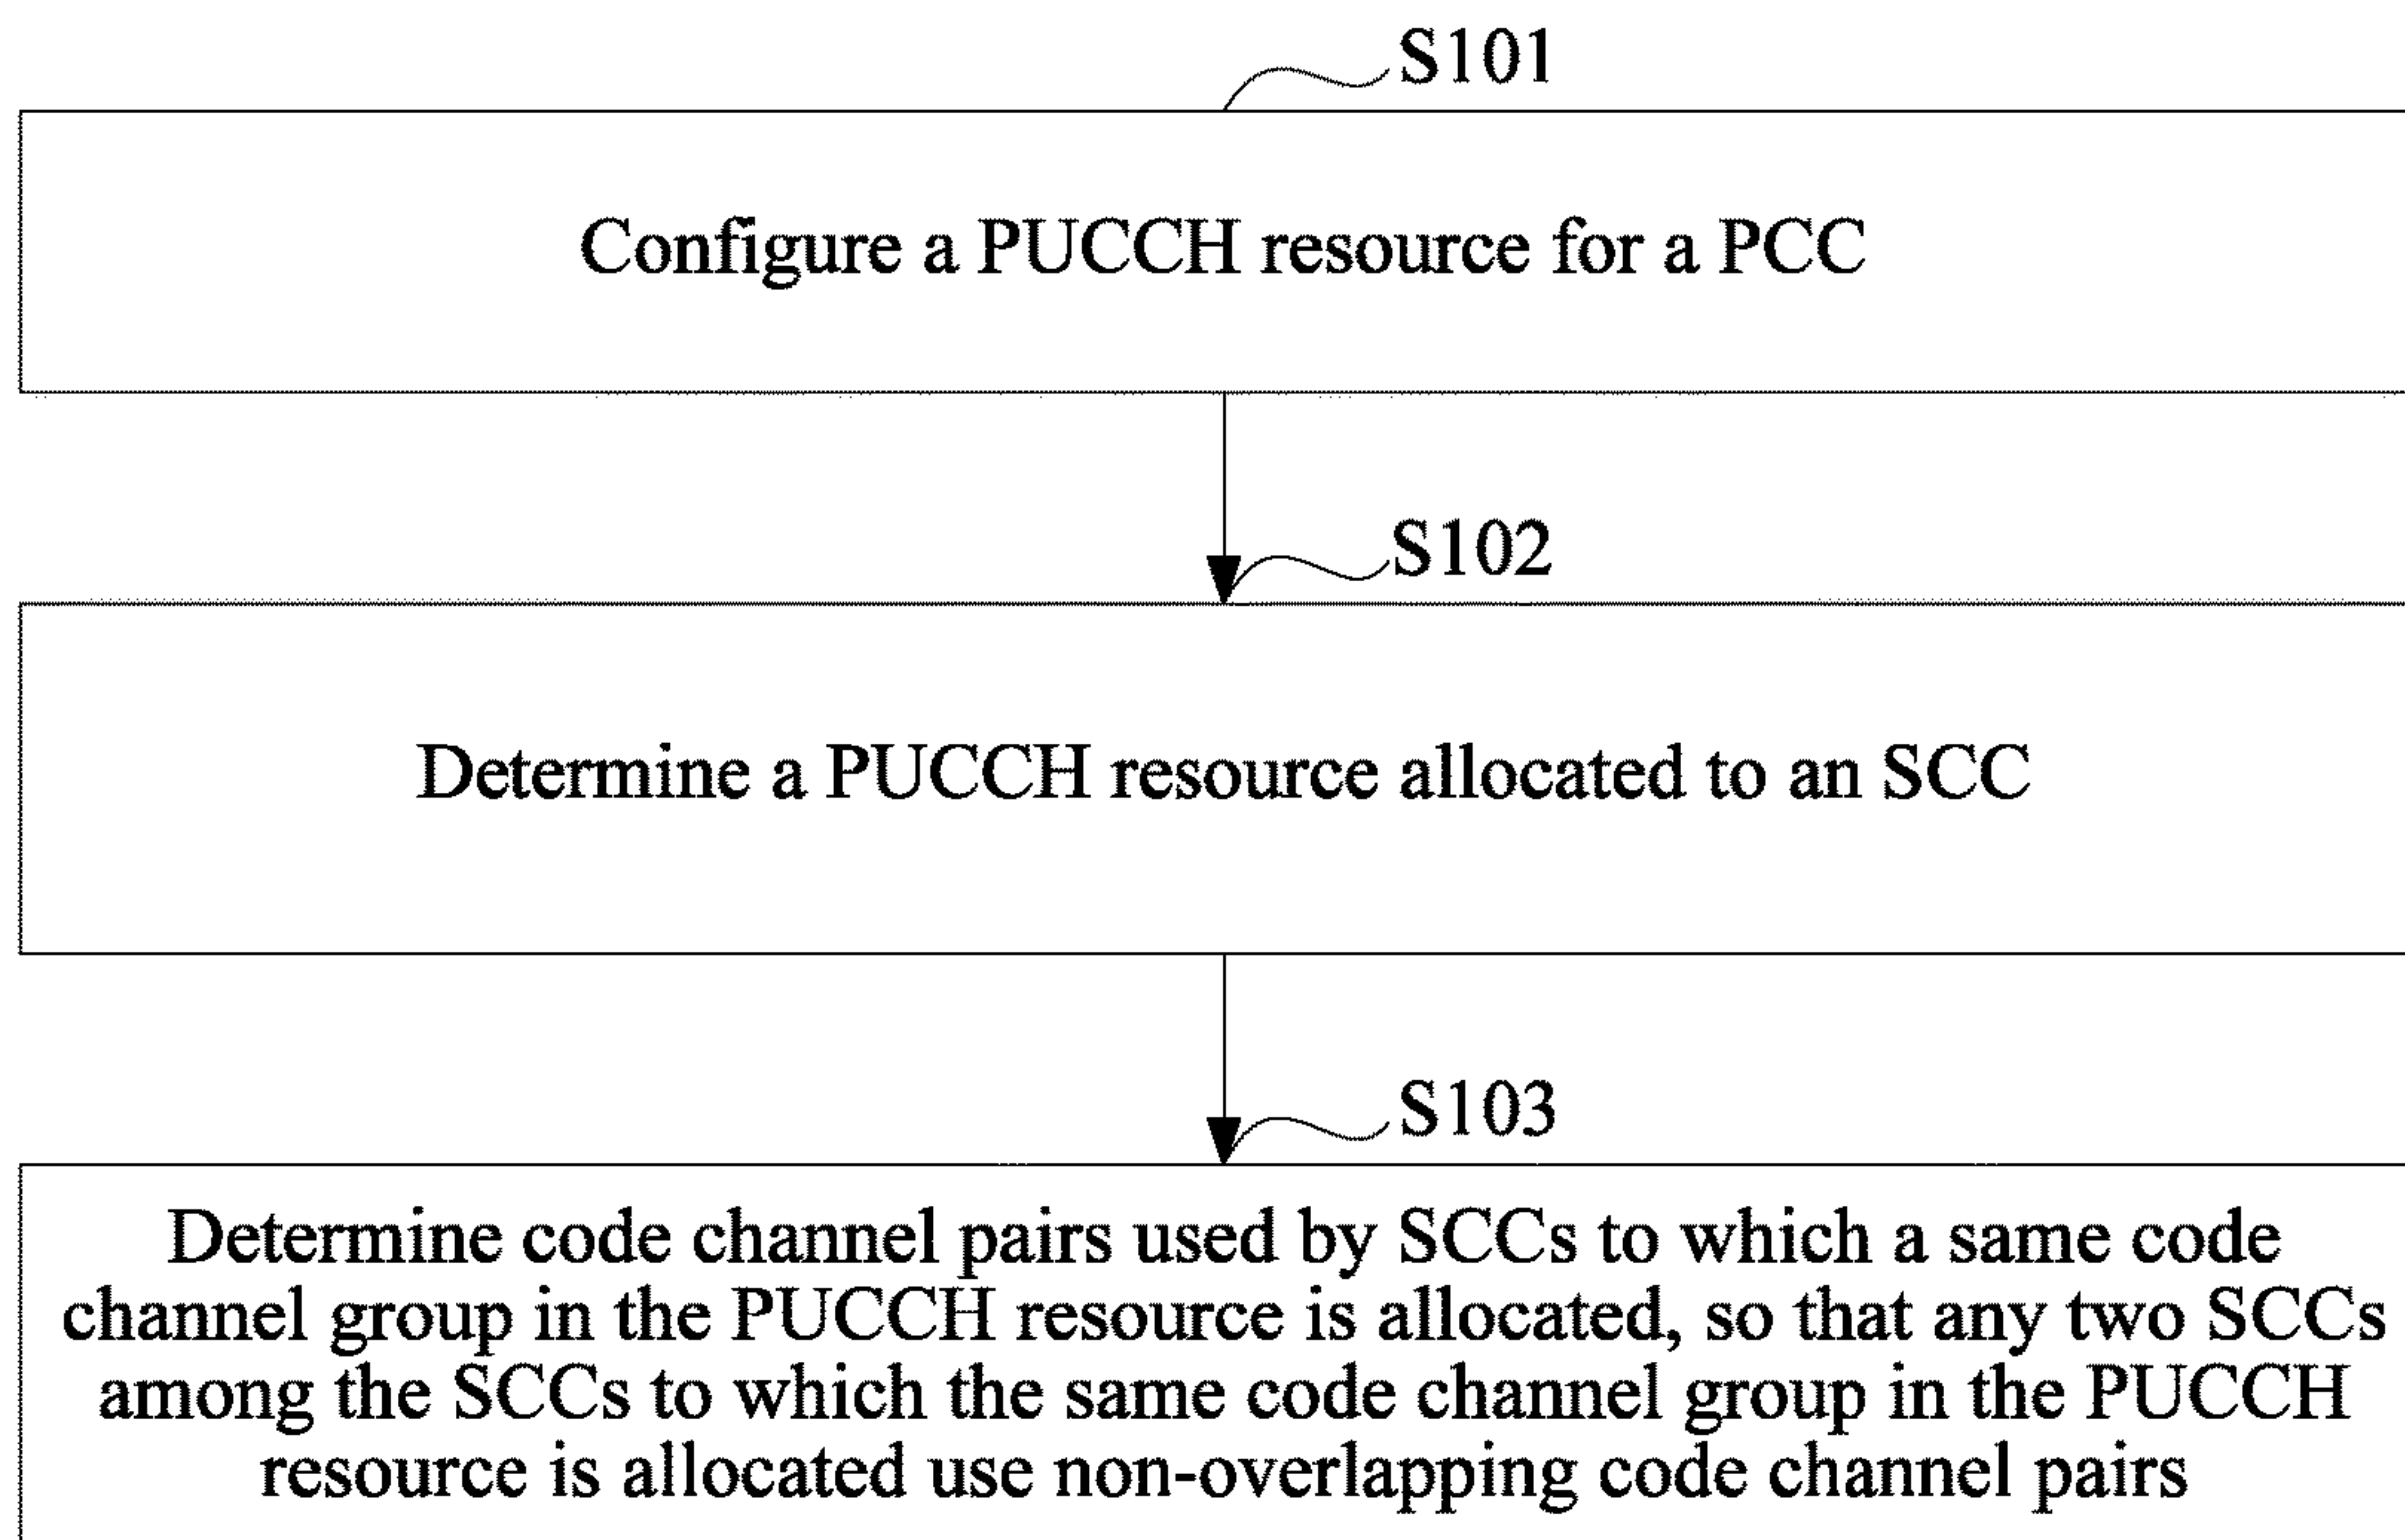 S101
Configure a PUCCH resource for a PCC
S102
Determine a PUCCH resource allocated to an SCC
S103
Determine code channel pairs used by SCCs to which a same code
channel group in the PUCCH resource is allocated, so that any two SCCs
among the SCCs to which the same code channel group in the PUCCH
resource is allocated use non-overlapping code channel pairs